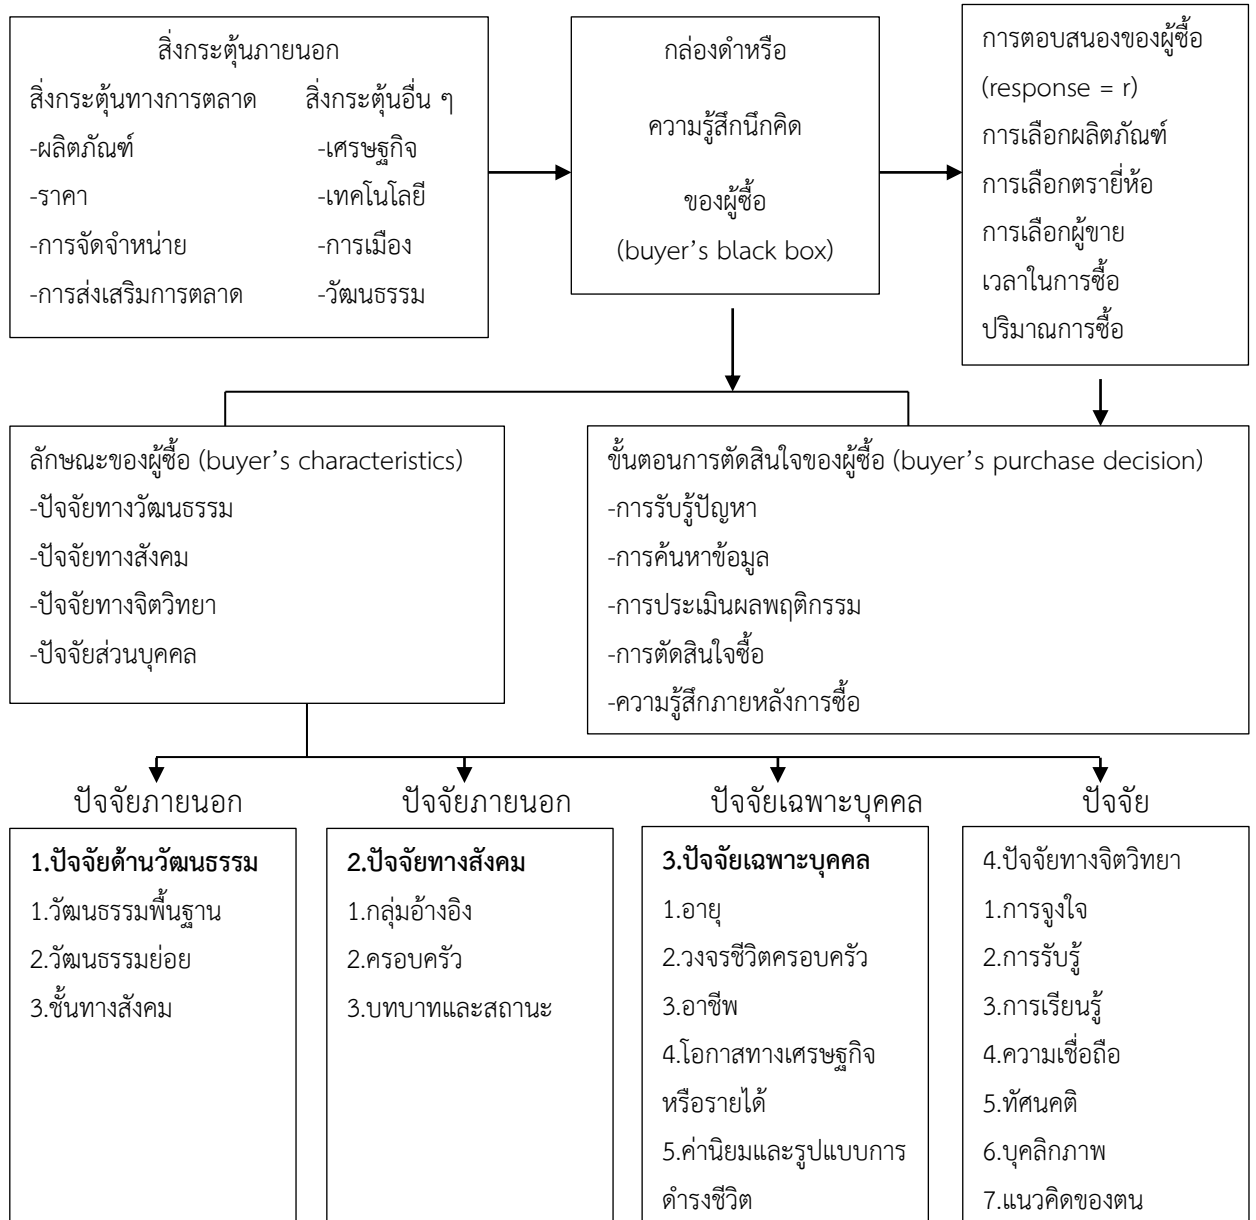 สิ่งกระตุ้นภายนอก
สิ่งกระตุ้นทางการตลาด สิ่งกระตุ้นอื่น ๆ
-ผลิตภัณฑ์ -เศรษฐกิจ
-ราคา -เทคโนโลยี
-การจัดจำหน่าย -การเมือง
-การส่งเสริมการตลาด -วัฒนธรรม
กล่องดำหรือ
ความรู้สึกนึกคิด
ของผู้ซื้อ
(buyer’s black box)
การตอบสนองของผู้ซื้อ
(response = r)
การเลือกผลิตภัณฑ์
การเลือกตรายี่ห้อ
การเลือกผู้ขาย
เวลาในการซื้อ
ปริมาณการซื้อ
ลักษณะของผู้ซื้อ (buyer’s characteristics)
-ปัจจัยทางวัฒนธรรม
-ปัจจัยทางสังคม
-ปัจจัยทางจิตวิทยา
-ปัจจัยส่วนบุคคล
ขั้นตอนการตัดสินใจของผู้ซื้อ (buyer’s purchase decision)
-การรับรู้ปัญหา
-การค้นหาข้อมูล
-การประเมินผลพฤติกรรม
-การตัดสินใจซื้อ
-ความรู้สึกภายหลังการซื้อ
ปัจจัยภายนอก
1.ปัจจัยด้านวัฒนธรรม
1.วัฒนธรรมพื้นฐาน
2.วัฒนธรรมย่อย
3.ชั้นทางสังคม
ปัจจัยภายนอก
2.ปัจจัยทางสังคม
1.กลุ่มอ้างอิง
2.ครอบครัว
3.บทบาทและสถานะ
ปัจจัยเฉพาะบุคคล
3.ปัจจัยเฉพาะบุคคล
1.อายุ
2.วงจรชีวิตครอบครัว
3.อาชีพ
4.โอกาสทางเศรษฐกิจ
หรือรายได้
5.ค่านิยมและรูปแบบการ
ดำรงชีวิต
ปัจจัย
4.ปัจจัยทางจิตวิทยา
1.การจูงใจ
2.การรับรู้
3.การเรียนรู้
4.ความเชื่อถือ
5.ทัศนคติ
6.บุคลิกภาพ
7.แนวคิดของตน